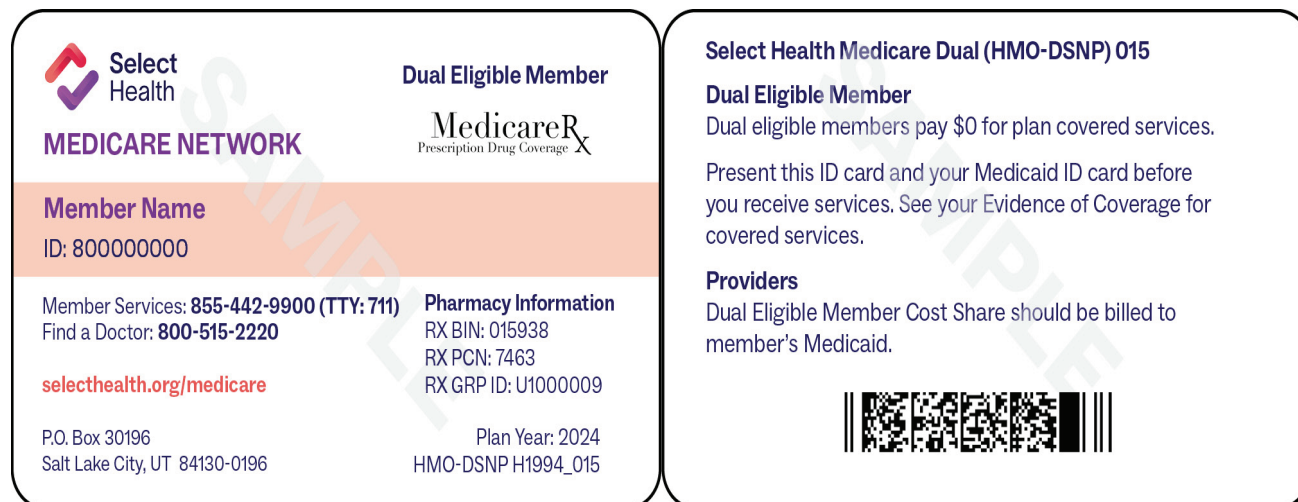 Select
Health
MEDICARE NETWORK
Dual Eligible Member
MedicareRx
Prescription Drug Coverage
Member Name
ID: 800000000
Member Services: 855-442-9900 (TTY: 711)
Find a Doctor: 800-515-2220
selecthealth.org/medicare
P.O. Box 30196
Salt Lake City, UT 84130-0196
Pharmacy Information
RX BIN: 015938
RX PCN: 7463
RX GRP ID: U1000009
Plan Year: 2024
HMO-DSNP H1994_015
SAMPLE
Select Health Medicare Dual (HMO-DSNP) 015
Dual Eligible Member
Dual eligible members pay $0 for plan covered services.
Present this ID card and your Medicaid ID card before
you receive services. See your Evidence of Coverage for
covered services.
Providers
Dual Eligible Member Cost Share should be billed to
member’s Medicaid.
SAMPLE